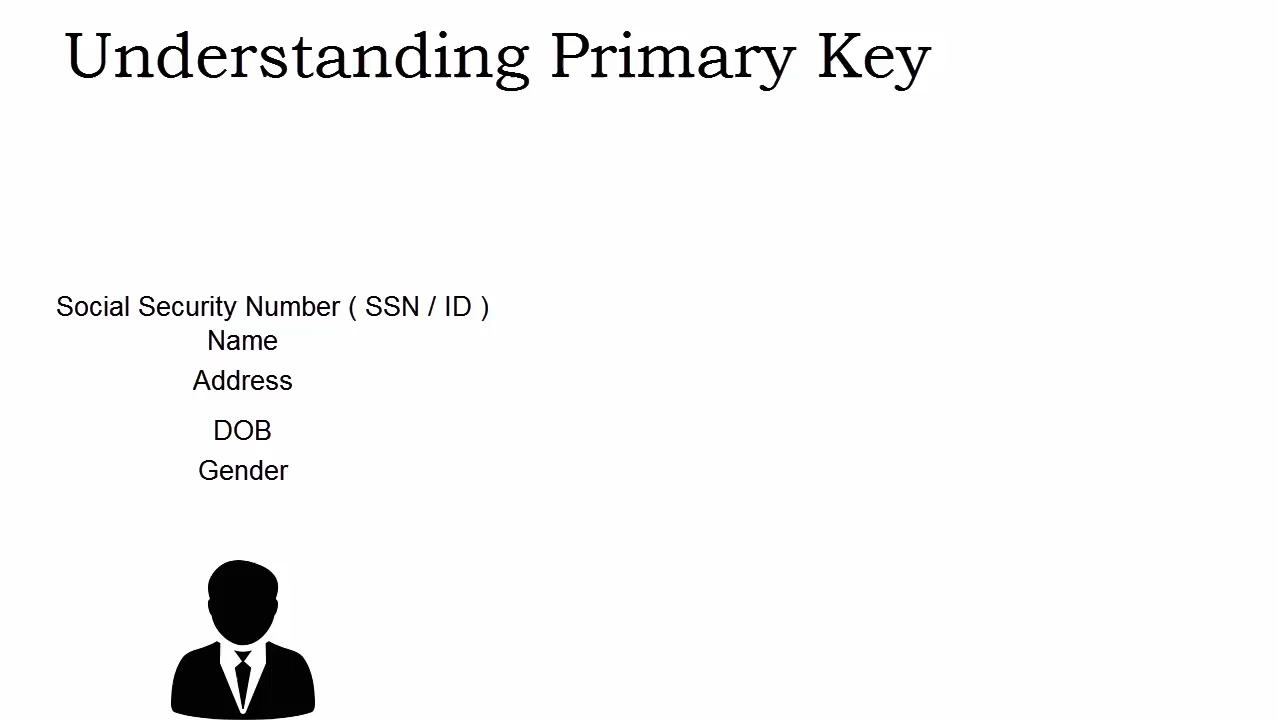 Understanding Primary Key
Social Security Number ( SSN / ID )
Name
Address
DOB
Gender